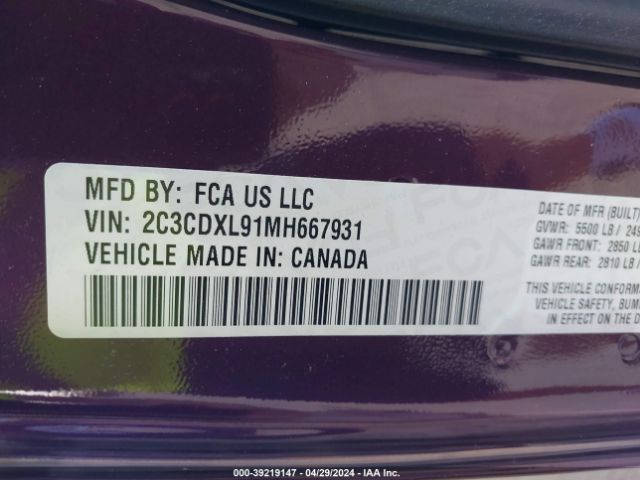 MFD BY: FCA US LLC
VIN: 2C3CDXL91MH667931
VEHICLE MADE IN: CANADA
DATE OF MFR (BUILT)
GVWR: 5500 LB / 249
GAWR FRONT: 2850 LB
GAWR REAR: 2810 LB /
THIS VEHICLE CONFORM
VEHICLE SAFETY, BUM
IN EFFECT ON THE D
000-39219147 - 04/29/2024 - IAA Inc.